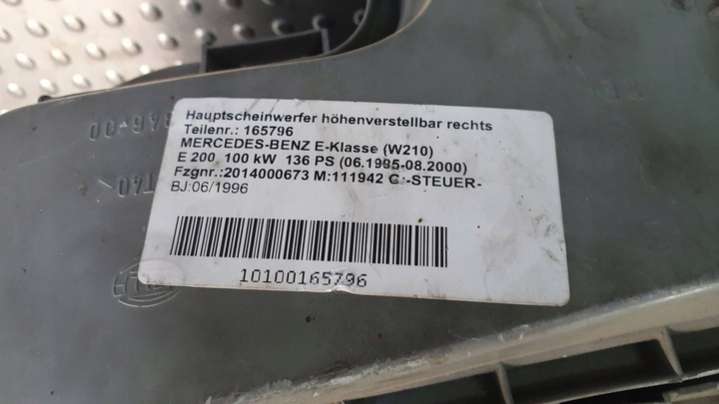 Hauptscheinwerfer höhenverstellbar rechts
Teilenr.: 165796
MERCEDES-BENZ E-Klasse (W210)
E 200 100 kW 136 PS (06.1995-08.2000)
Fzgnr.:2014000673 M:111942 G:-STEUER-
BJ:06/1996
10100165796